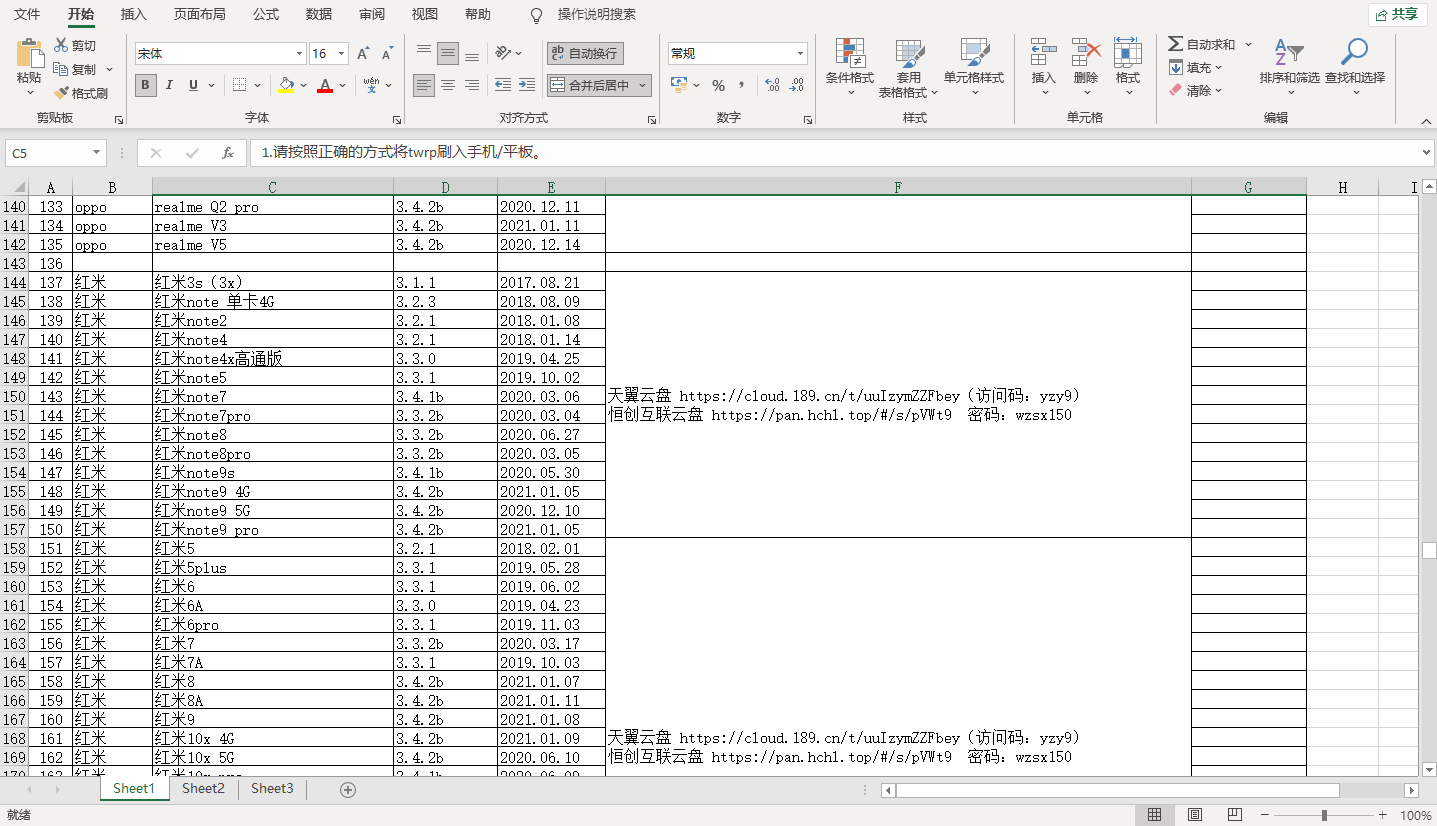 文件 开始 插入 页面布局 公式 数据 审阅 视图 帮助 操作说明搜索 共享
剪切 宋体 16 A A ab 自动换行 常规 自动求和
粘贴 复制 填充
格式刷 B I U A wén 文 合并后居中 % , .00 条件格式 套用 表格格式 单元格样式 插入 删除 格式 清除 排序和筛选 查找和选择
剪贴板 字体 对齐方式 数字 样式 单元格 编辑
C5 fx 1.请按照正确的方式将twrp刷入手机/平板。
A B C D E F G H I
140 133 oppo realme Q2 pro 3.4.2b 2020.12.11
141 134 oppo realme V3 3.4.2b 2021.01.11
142 135 oppo realme V5 3.4.2b 2020.12.14
143 136
144 137 红米 红米3s（3x） 3.1.1 2017.08.21
145 138 红米 红米note 单卡4G 3.2.3 2018.08.09
146 139 红米 红米note2 3.2.1 2018.01.08
147 140 红米 红米note4 3.2.1 2018.01.14
148 141 红米 红米note4x高通版 3.3.0 2019.04.25
149 142 红米 红米note5 3.3.1 2019.10.02
150 143 红米 红米note7 3.4.1b 2020.03.06 天翼云盘 https://cloud.189.cn/t/uuIzymZZFbey（访问码：yzy9）
151 144 红米 红米note7pro 3.3.2b 2020.03.04 恒创互联云盘 https://pan.hchl.top/#/s/pVWt9 密码：wzsx150
152 145 红米 红米note8 3.3.2b 2020.06.27
153 146 红米 红米note8pro 3.3.2b 2020.03.05
154 147 红米 红米note9s 3.4.1b 2020.05.30
155 148 红米 红米note9 4G 3.4.2b 2021.01.05
156 149 红米 红米note9 5G 3.4.2b 2020.12.10
157 150 红米 红米note9 pro 3.4.2b 2021.01.05
158 151 红米 红米5 3.2.1 2018.02.01
159 152 红米 红米5plus 3.3.1 2019.05.28
160 153 红米 红米6 3.3.1 2019.06.02
161 154 红米 红米6A 3.3.0 2019.04.23
162 155 红米 红米6pro 3.3.1 2019.11.03
163 156 红米 红米7 3.3.2b 2020.03.17
164 157 红米 红米7A 3.3.1 2019.10.03
165 158 红米 红米8 3.4.2b 2021.01.07
166 159 红米 红米8A 3.4.2b 2021.01.11
167 160 红米 红米9 3.4.2b 2021.01.08
168 161 红米 红米10x 4G 3.4.2b 2021.01.09 天翼云盘 https://cloud.189.cn/t/uuIzymZZFbey（访问码：yzy9）
169 162 红米 红米10x 5G 3.4.2b 2020.06.10 恒创互联云盘 https://pan.hchl.top/#/s/pVWt9 密码：wzsx150
Sheet1 Sheet2 Sheet3
就绪 100%